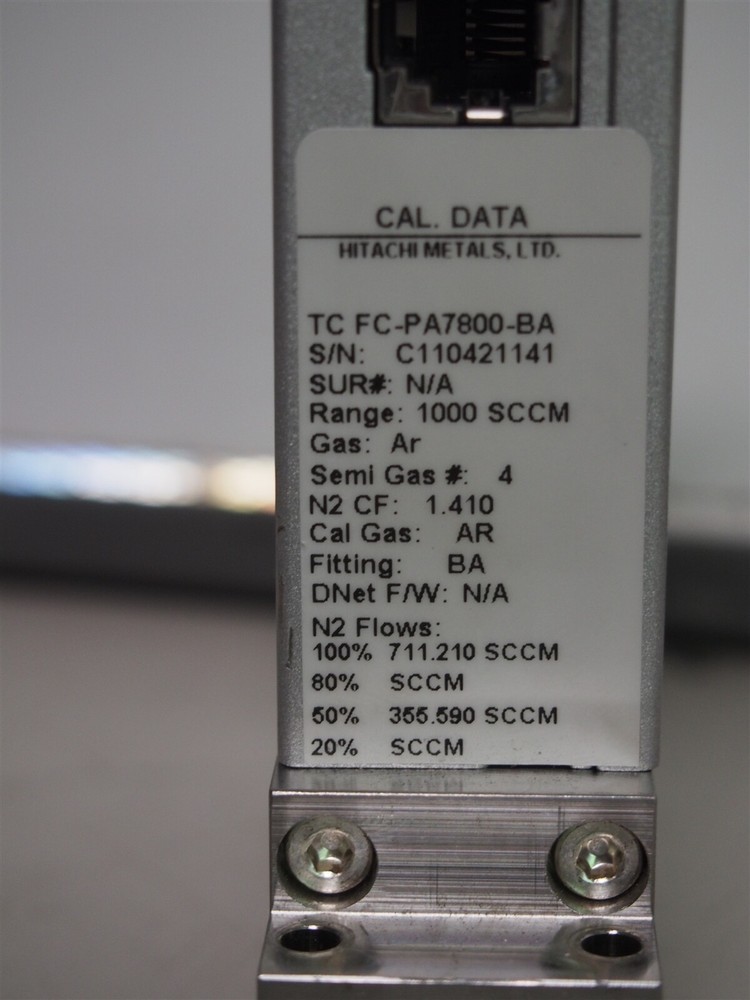 CAL. DATA
HITACHI METALS, LTD.
TC FC-PA7800-BA
S/N: C110421141
SUR#: N/A
Range: 1000 SCCM
Gas: Ar
Semi Gas #: 4
N2 CF: 1.410
Cal Gas: AR
Fitting: BA
DNet F/W: N/A
N2 Flows:
100% 711.210 SCCM
80% SCCM
50% 355.590 SCCM
20% SCCM